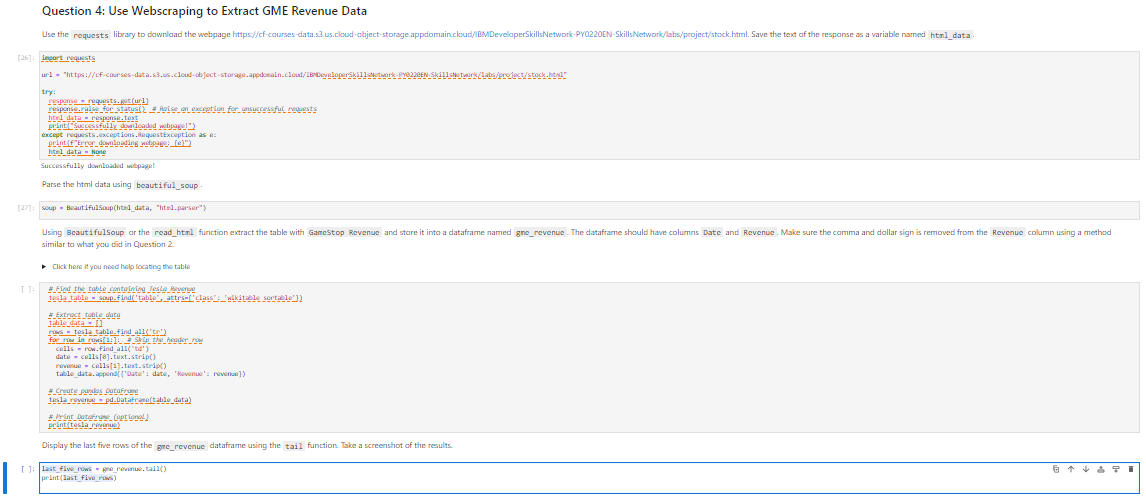 Question 4: Use Webscraping to Extract GME Revenue Data
Use the requests library to download the webpage https://cf-courses-data.s3.us.cloud-object-storage.appdomain.cloud/IBMDeveloperSkillsNetwork-PY0220EN-SkillsNetwork/labs/project/stock.html. Save the text of the response as a variable named html_data.
[26]: import requests
url = "https://cf-courses-data.s3.us.cloud-object-storage.appdomain.cloud/IBMDeveloperSkillsNetwork-PY0220EN-SkillsNetwork/labs/project/stock.html"
try:
response = requests.get(url)
response.raise_for_status()  # Raise an exception for unsuccessful requests
html_data = response.text
print("Successfully downloaded webpage!")
except requests.exceptions.RequestException as e:
print(f"Error downloading webpage: {e}")
html_data = None
Successfully downloaded webpage!
Parse the html data using beautiful_soup.
[27]: soup = BeautifulSoup(html_data, "html.parser")
Using BeautifulSoup or the read_html function extract the table with GameStop Revenue and store it into a dataframe named gme_revenue. The dataframe should have columns Date and Revenue. Make sure the comma and dollar sign is removed from the Revenue column using a method
similar to what you did in Question 2.
Click here if you need help locating the table
[ ]: # Find the table containing Tesla Revenue
tesla_table = soup.find('table', attrs={'class': 'wikitable sortable'})
# Extract table data
table_data = []
rows = tesla_table.find_all('tr')
for row in rows[1:]:  # Skip the header row
cells = row.find_all('td')
date = cells[0].text.strip()
revenue = cells[1].text.strip()
table_data.append({'Date': date, 'Revenue': revenue})
# Create pandas DataFrame
tesla_revenue = pd.DataFrame(table_data)
# Print DataFrame (optional)
print(tesla_revenue)
Display the last five rows of the gme_revenue dataframe using the tail function. Take a screenshot of the results.
[ ]: last_five_rows = gme_revenue.tail()
print(last_five_rows)